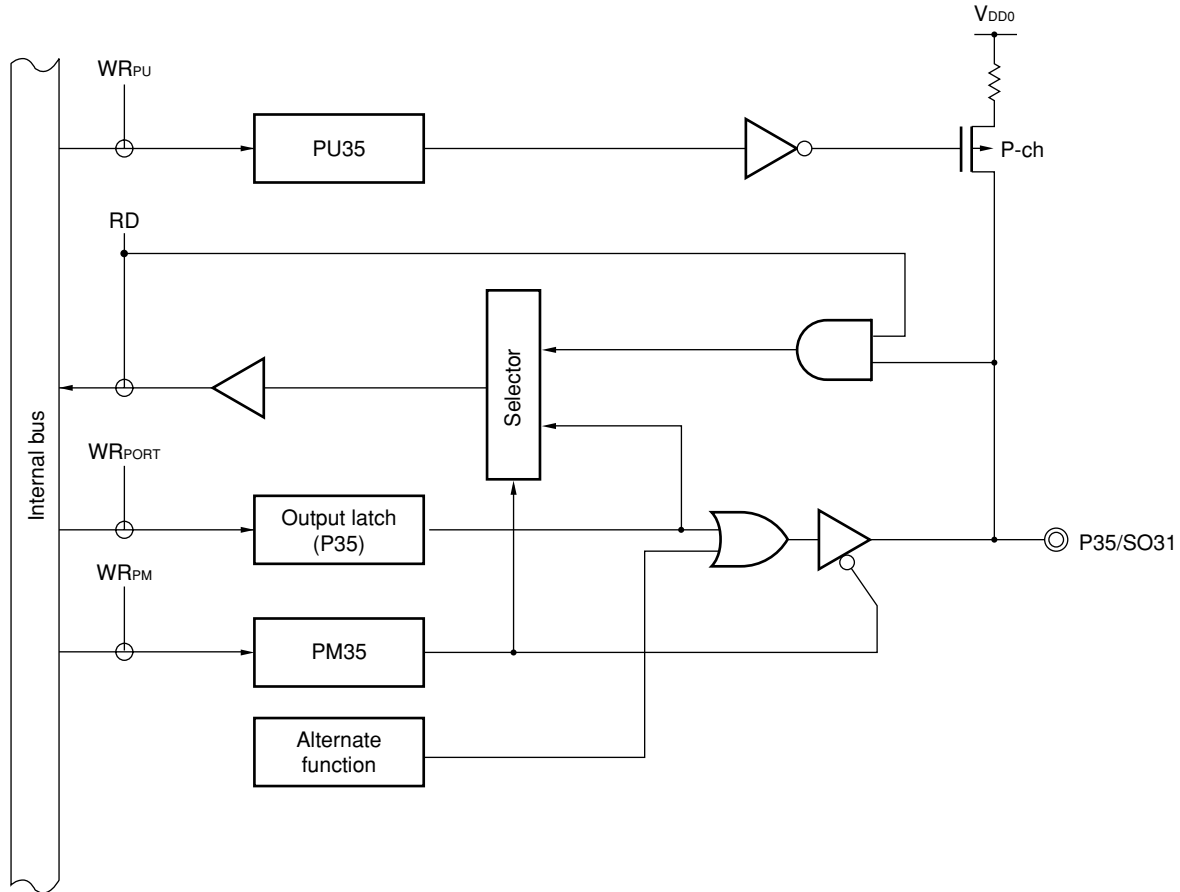 VDD0
WRPU
PU35
P-ch
RD
Selector
Internal bus
WRPORT
Output latch
(P35)
P35/SO31
WRPM
PM35
Alternate
function